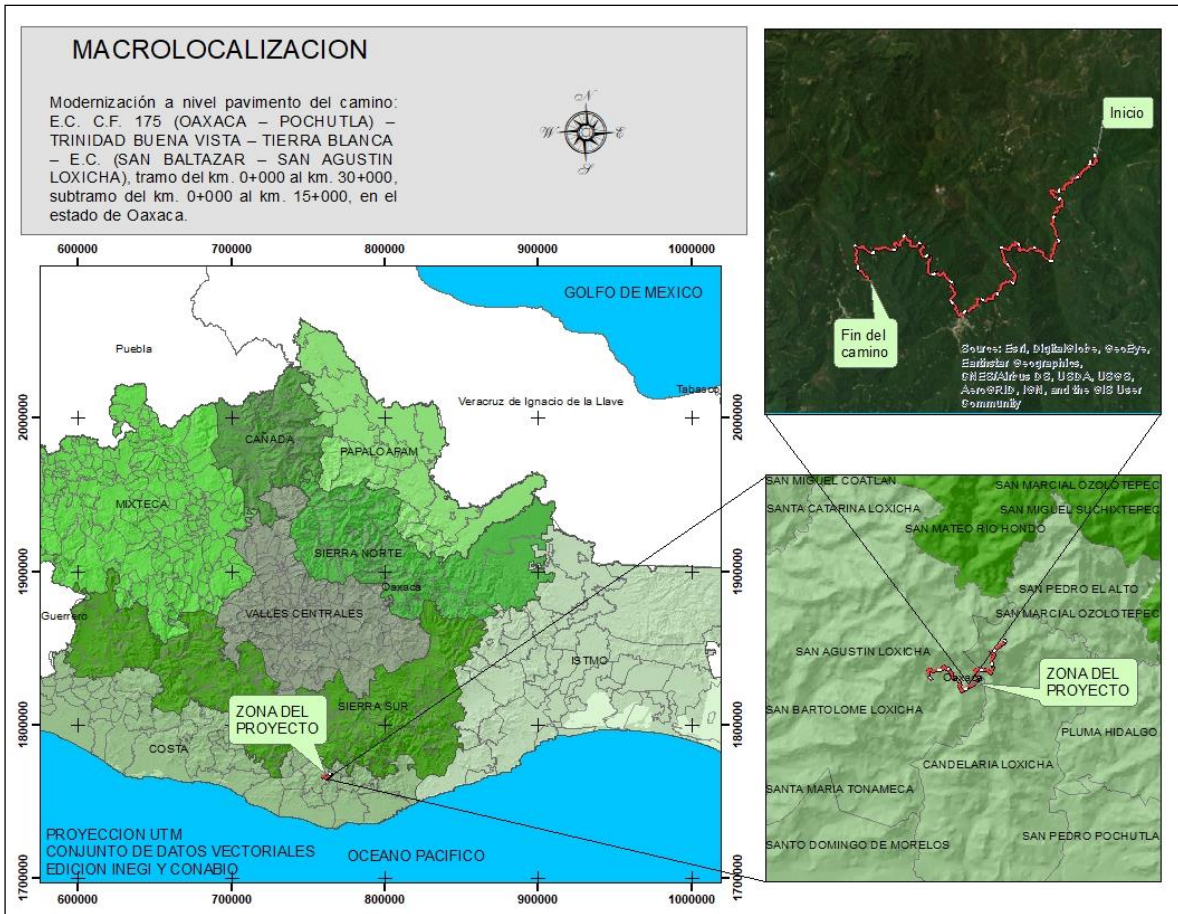 MACROLOCALIZACION
Modernización a nivel pavimento del camino:
E.C. C.F. 175 (OAXACA – POCHUTLA) –
TRINIDAD BUENA VISTA – TIERRA BLANCA
– E.C. (SAN BALTAZAR – SAN AGUSTIN
LOXICHA), tramo del km. 0+000 al km. 30+000,
subtramo del km. 0+000 al km. 15+000, en el
estado de Oaxaca.
N
W E
S
600000 700000 800000 900000 1000000
GOLFO DE MEXICO
Puebla
Tabasco
Veracruz de Ignacio de la Llave
2000000
2000000
CAÑADA
PAPALOAPAM
MIXTECA
SIERRA NORTE
1900000
1900000
Oaxaca
Guerrero
VALLES CENTRALES
ISTMO
ZONA DEL
PROYECTO
SIERRA SUR
1800000
1800000
COSTA
PROYECCION UTM
CONJUNTO DE DATOS VECTORIALES
EDICION INEGI Y CONABIO
OCEANO PACIFICO
1700000
1700000
600000 700000 800000 900000 1000000
Inicio
Fin del
camino
Source: Esri, DigitalGlobe, GeoEye,
Earthstar Geographics,
CNES/Airbus DS, USDA, USGS,
AeroGRID, IGN, and the GIS User
Community
SAN MIGUEL COATLAN
SAN MARCIAL OZOLOTEPEC
SANTA CATARINA LOXICHA
SAN MIGUEL SUCHIXTEPEC
SAN MATEO RIO HONDO
SAN PEDRO EL ALTO
SAN MARCIAL OZOLOTEPEC
SAN AGUSTIN LOXICHA
Oaxaca
ZONA DEL
PROYECTO
SAN BARTOLOME LOXICHA
PLUMA HIDALGO
CANDELARIA LOXICHA
SANTA MARIA TONAMECA
SAN PEDRO POCHUTLA
SANTO DOMINGO DE MORELOS